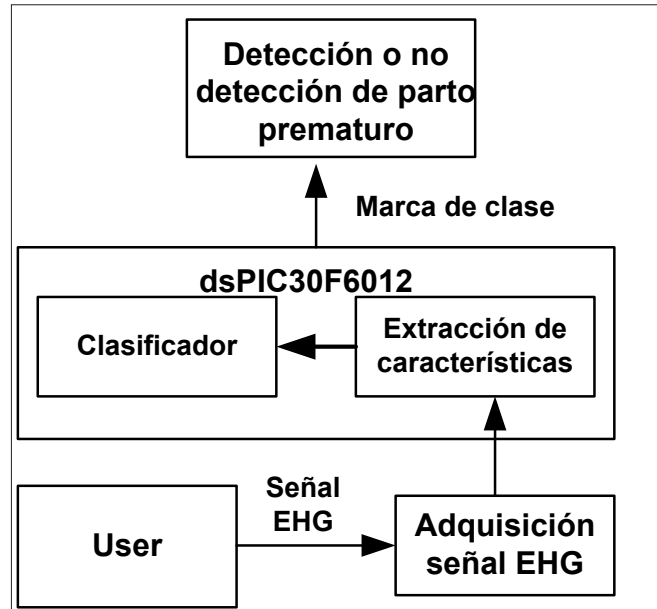 Detección o no
detección de parto
prematuro
Marca de clase
dsPIC30F6012
Clasificador
Extracción de
características
Señal
EHG
User
Adquisición
señal EHG